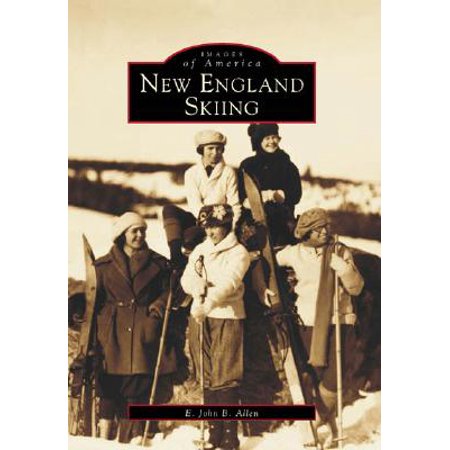 IMAGES
of America
NEW ENGLAND
SKIING
E. John B. Allen